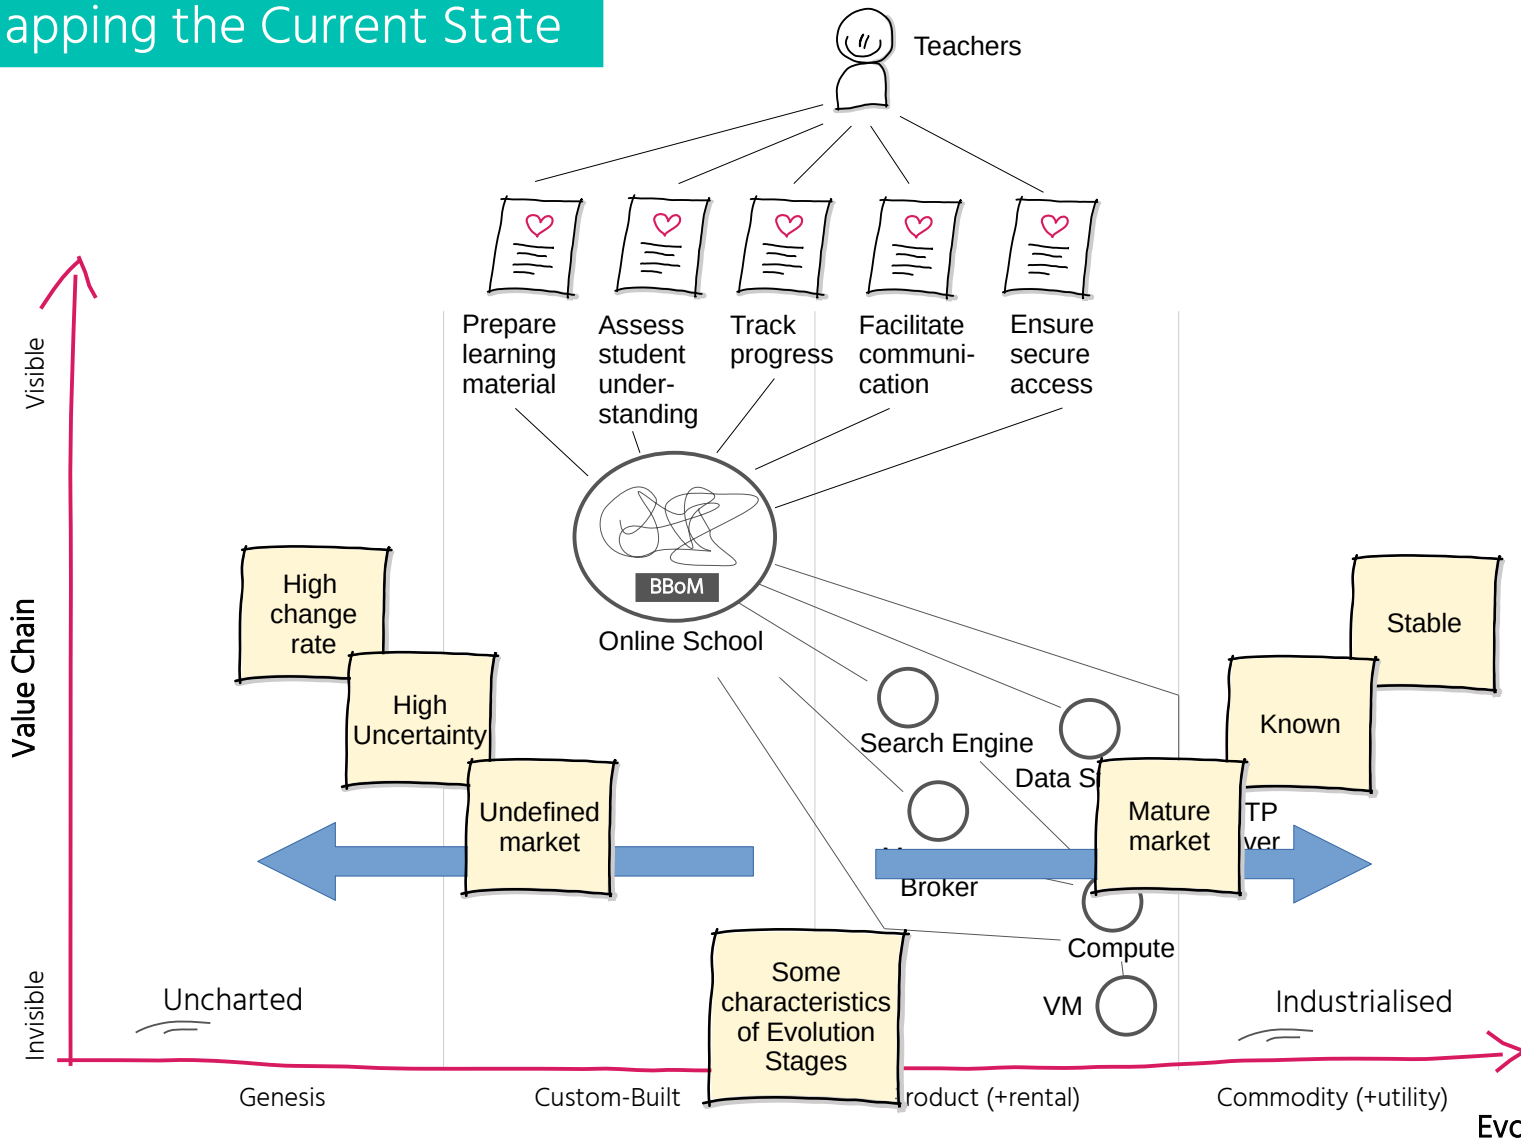 apping the Current State
Teachers
Prepare
learning
material
Assess
student
under-
standing
Track
progress
Facilitate
communi-
cation
Ensure
secure
access
Visible
Value Chain
Invisible
BBoM
Online School
High
change
rate
High
Uncertainty
Undefined
market
Stable
Known
Mature
market
Search Engine
Data S
TP
ver
Broker
Compute
VM
Some
characteristics
of Evolution
Stages
Uncharted
Industrialised
Genesis
Custom-Built
roduct (+rental)
Commodity (+utility)
Evo